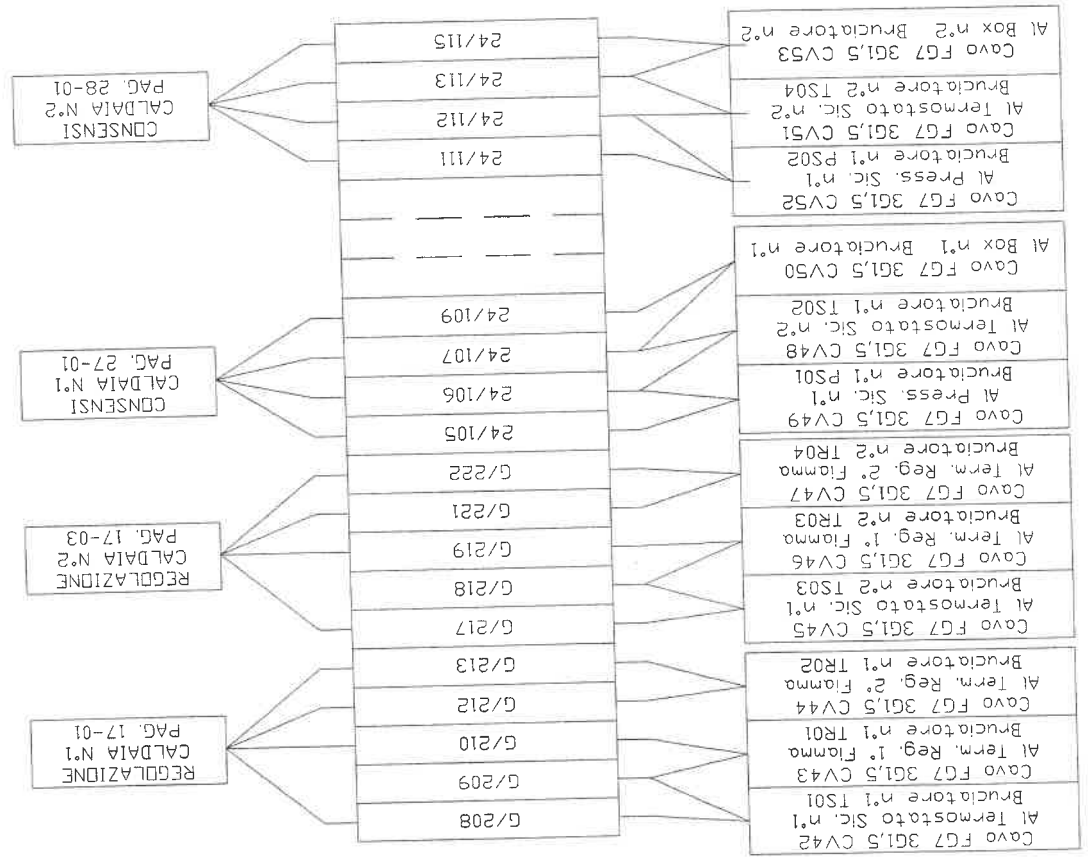 Cavo FG7 3G1,5 CV42
Al Termostato Sic. n°1
Bruciatore n°1 TS01
Cavo FG7 3G1,5 CV43
Al Term. Reg. 1° Fiamma
Bruciatore n°1 TR01
Cavo FG7 3G1,5 CV44
Al Term. Reg. 2° Fiamma
Bruciatore n°1 TR02
Cavo FG7 3G1,5 CV45
Al Termostato Sic. n°1
Bruciatore n°2 TS03
Cavo FG7 3G1,5 CV46
Al Term. Reg. 1° Fiamma
Bruciatore n°2 TR03
Cavo FG7 3G1,5 CV47
Al Term. Reg. 2° Fiamma
Bruciatore n°2 TR04
Cavo FG7 3G1,5 CV49
Al Press. Sic. n°1
Bruciatore n°1 PS01
Cavo FG7 3G1,5 CV48
Al Termostato Sic. n°2
Bruciatore n°1 TS02
Cavo FG7 3G1,5 CV50
Al Box n°1 Bruciatore n°1
Cavo FG7 3G1,5 CV52
Al Press. Sic. n°1
Bruciatore n°1 PS02
Cavo FG7 3G1,5 CV51
Al Termostato Sic. n°2
Bruciatore n°2 TS04
Cavo FG7 3G1,5 CV53
Al Box n°2 Bruciatore n°2
G/208
G/209
G/210
G/212
G/213
G/217
G/218
G/219
G/221
G/222
24/105
24/106
24/107
24/109
24/111
24/112
24/113
24/115
REGOLAZIONE
CALDAIA N°1
PAG. 17-01
REGOLAZIONE
CALDAIA N°2
PAG. 17-03
CONSENSI
CALDAIA N°1
PAG. 27-01
CONSENSI
CALDAIA N°2
PAG. 28-01